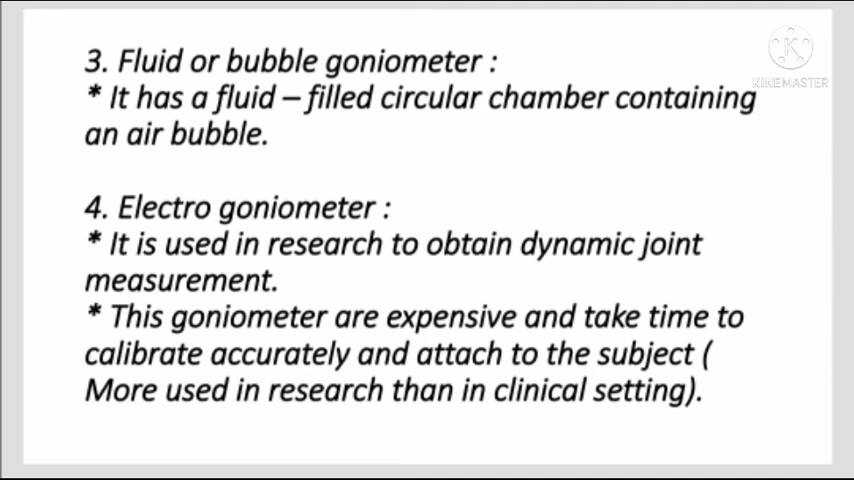 3. Fluid or bubble goniometer :
* It has a fluid – filled circular chamber containing
an air bubble.
4. Electro goniometer :
* It is used in research to obtain dynamic joint
measurement.
* This goniometer are expensive and take time to
calibrate accurately and attach to the subject (
More used in research than in clinical setting).
K
KINEMASTER